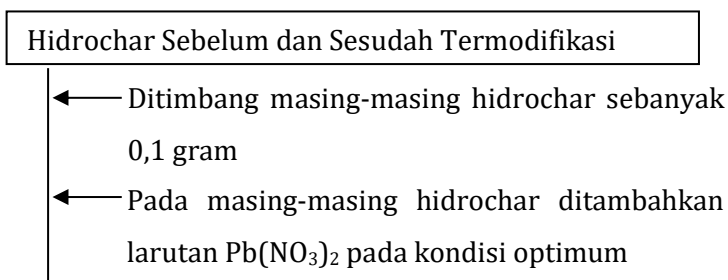 Hidrochar Sebelum dan Sesudah Termodifikasi
Ditimbang masing-masing hidrochar sebanyak
0,1 gram
Pada masing-masing hidrochar ditambahkan
larutan Pb(NO₃)₂ pada kondisi optimum